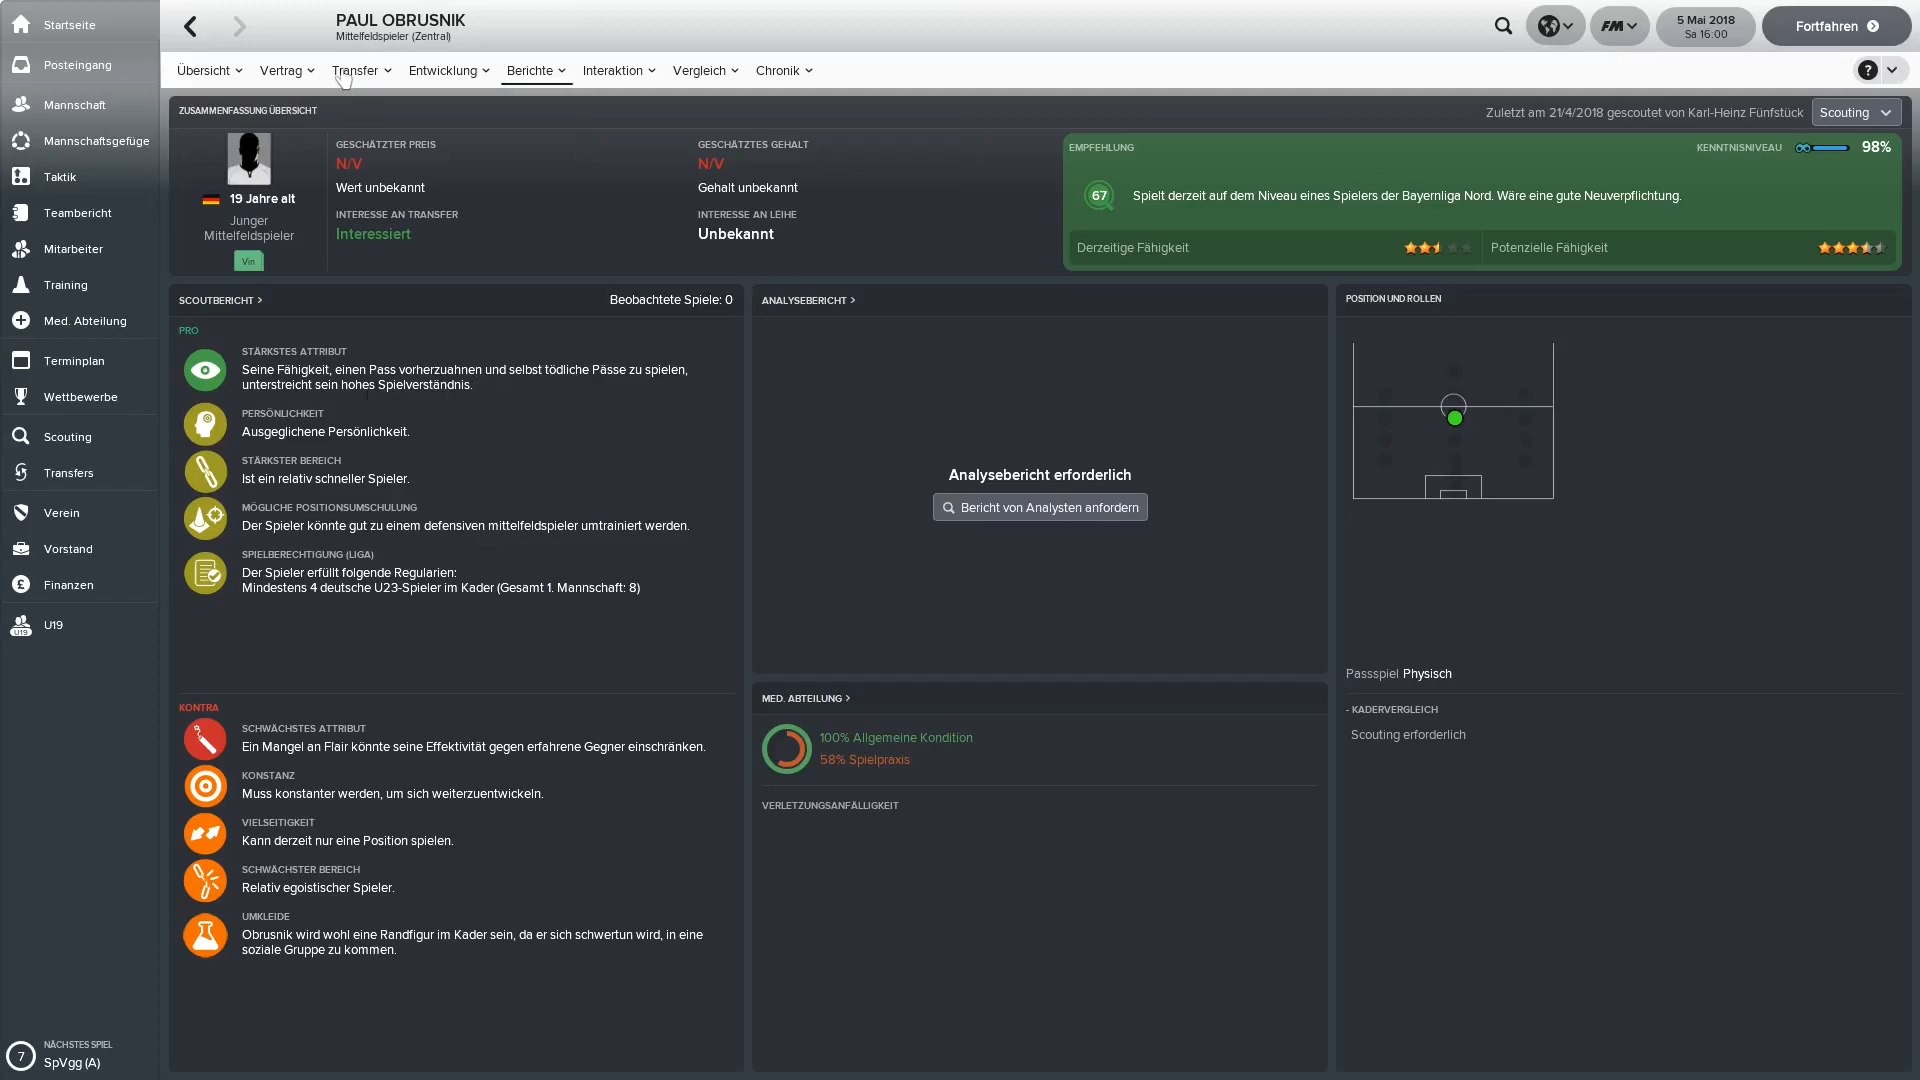 Startseite
Posteingang
Mannschaft
Mannschaftsgefüge
Taktik
Teambericht
Mitarbeiter
Training
Med. Abteilung
Terminplan
Wettbewerbe
Scouting
Transfers
Verein
Vorstand
£ Finanzen
U19 U19
7 NÄCHSTES SPIEL
SpVgg (A)
PAUL OBRUSNIK
Mittelfeldspieler (Zentral)
FM
5 Mai 2018
Sa 16:00
Fortfahren
Übersicht Vertrag Transfer Entwicklung Berichte Interaktion Vergleich Chronik ?
ZUSAMMENFASSUNG ÜBERSICHT
Zuletzt am 21/4/2018 gescoutet von Karl-Heinz Fünfstück Scouting
19 Jahre alt
Junger
Mittelfeldspieler
Vin
GESCHÄTZTER PREIS
N/V
Wert unbekannt
INTERESSE AN TRANSFER
Interessiert
GESCHÄTZTES GEHALT
N/V
Gehalt unbekannt
INTERESSE AN LEIHE
Unbekannt
EMPFEHLUNG KENNTNISNIVEAU 98%
67 Spielt derzeit auf dem Niveau eines Spielers der Bayernliga Nord. Wäre eine gute Neuverpflichtung.
Derzeitige Fähigkeit Potenzielle Fähigkeit
SCOUTBERICHT > Beobachtete Spiele: 0
PRO
STÄRKSTES ATTRIBUT
Seine Fähigkeit, einen Pass vorherzuahnen und selbst tödliche Pässe zu spielen,
unterstreicht sein hohes Spielverständnis.
PERSÖNLICHKEIT
Ausgeglichene Persönlichkeit.
STÄRKSTER BEREICH
Ist ein relativ schneller Spieler.
MÖGLICHE POSITIONSUMSCHULUNG
Der Spieler könnte gut zu einem defensiven mittelfeldspieler umtrainiert werden.
SPIELBERECHTIGUNG (LIGA)
Der Spieler erfüllt folgende Regularien:
Mindestens 4 deutsche U23-Spieler im Kader (Gesamt 1. Mannschaft: 8)
KONTRA
SCHWÄCHSTES ATTRIBUT
Ein Mangel an Flair könnte seine Effektivität gegen erfahrene Gegner einschränken.
KONSTANZ
Muss konstanter werden, um sich weiterzuentwickeln.
VIELSEITIGKEIT
Kann derzeit nur eine Position spielen.
SCHWÄCHSTER BEREICH
Relativ egoistischer Spieler.
UMKLEIDE
Obrusnik wird wohl eine Randfigur im Kader sein, da er sich schwertun wird, in eine
soziale Gruppe zu kommen.
ANALYSEBERICHT >
Analysebericht erforderlich
Bericht von Analysten anfordern
MED. ABTEILUNG >
100% Allgemeine Kondition
58% Spielpraxis
VERLETZUNGSANFÄLLIGKEIT
POSITION UND ROLLEN
Passspiel Physisch
- KADERVERGLEICH
Scouting erforderlich